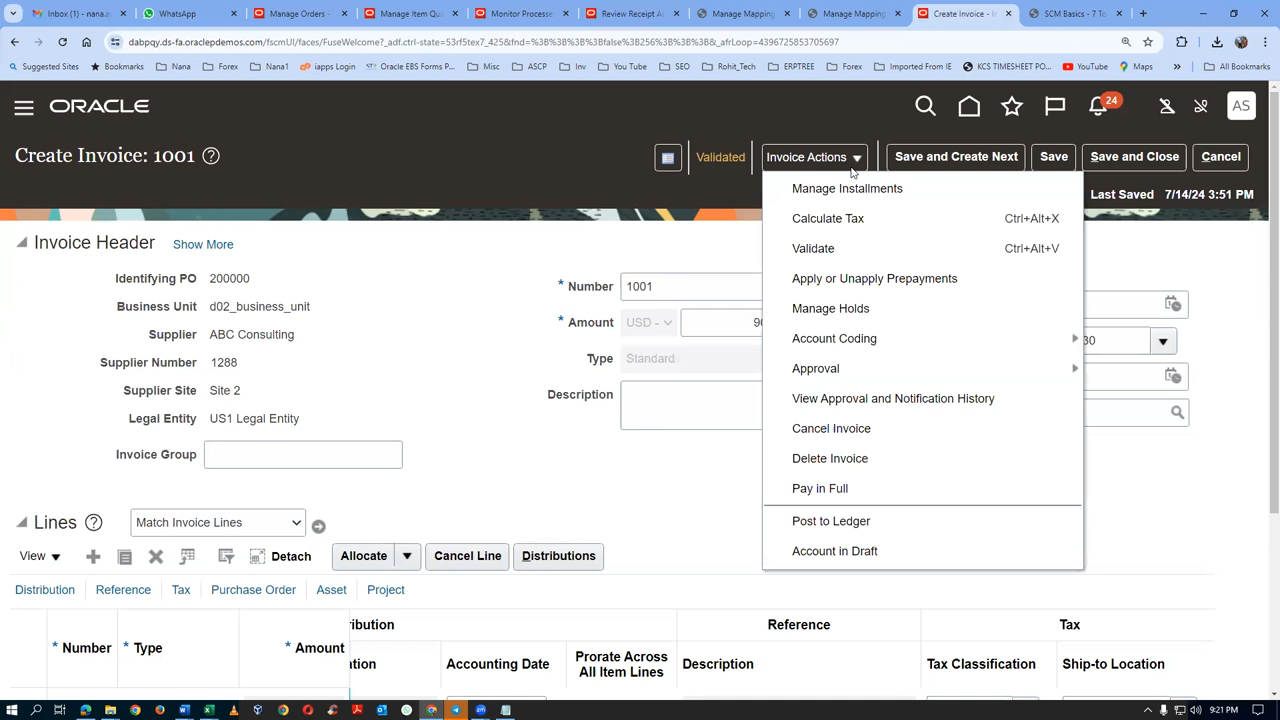 Inbox (51) - nana.a
WhatsApp
Manage Orders -
Manage Item Qua
Monitor Processe
Review Receipt A
Manage Mapping
Manage Mapping
Create Invoice - I
SCM Basics - 7 To
dabpqy.ds-fa.oraclepdemos.com/fscmUI/faces/FuseWelcome?_adf.ctrl-state=53rf5tex7_425&fnd=%3B%3B%3B%3Bfalse%3B256%3B%3B%3B&_afrLoop=4396725853705697
Suggested Sites
Bookmarks
Nana
Forex
Nana1
iapps Login
Oracle EBS Forms P...
Misc
ASCP
Inv
You Tube
SEO
Rohit_Tech
ERPTREE
Forex
Imported From IE
KCS TIMESHEET PO...
YouTube
Maps
»
All Bookmarks
ORACLE
24
AS
Create Invoice: 1001
Validated
Invoice Actions
Save and Create Next
Save
Save and Close
Cancel
Last Saved 7/14/24 3:51 PM
Manage Installments
Calculate Tax Ctrl+Alt+X
Validate Ctrl+Alt+V
Apply or Unapply Prepayments
Manage Holds
Account Coding
Approval
View Approval and Notification History
Cancel Invoice
Delete Invoice
Pay in Full
Post to Ledger
Account in Draft
Invoice Header
Show More
Identifying PO 200000
Business Unit d02_business_unit
Supplier ABC Consulting
Supplier Number 1288
Supplier Site Site 2
Legal Entity US1 Legal Entity
Invoice Group
* Number 1001
* Amount USD - 90
Type Standard
Description
30
Lines
Match Invoice Lines
View
Detach
Allocate
Cancel Line
Distributions
Distribution
Reference
Tax
Purchase Order
Asset
Project
ribution
Reference
Tax
* Number
* Type
* Amount
ation
Accounting Date
Prorate Across
All Item Lines
Description
Tax Classification
Ship-to Location
9:21 PM